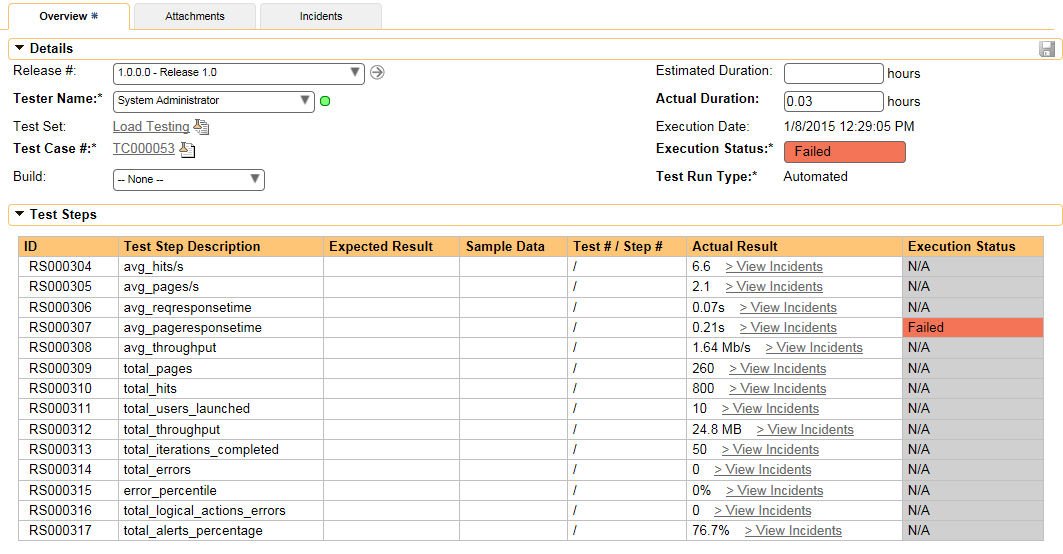 Overview ✳ Attachments Incidents
Details
Release #: 1.0.0.0 - Release 1.0 Estimated Duration: hours
Tester Name:* System Administrator Actual Duration: 0.03 hours
Test Set: Load Testing Execution Date: 1/8/2015 12:29:05 PM
Test Case #:* TC000053 Execution Status:* Failed
Build: -- None -- Test Run Type:* Automated
Test Steps
ID Test Step Description Expected Result Sample Data Test # / Step # Actual Result Execution Status
RS000304 avg_hits/s / 6.6 > View Incidents N/A
RS000305 avg_pages/s / 2.1 > View Incidents N/A
RS000306 avg_reqresponsetime / 0.07s > View Incidents N/A
RS000307 avg_pageresponsetime / 0.21s > View Incidents Failed
RS000308 avg_throughput / 1.64 Mb/s > View Incidents N/A
RS000309 total_pages / 260 > View Incidents N/A
RS000310 total_hits / 800 > View Incidents N/A
RS000311 total_users_launched / 10 > View Incidents N/A
RS000312 total_throughput / 24.8 MB > View Incidents N/A
RS000313 total_iterations_completed / 50 > View Incidents N/A
RS000314 total_errors / 0 > View Incidents N/A
RS000315 error_percentile / 0% > View Incidents N/A
RS000316 total_logical_actions_errors / 0 > View Incidents N/A
RS000317 total_alerts_percentage / 76.7% > View Incidents N/A